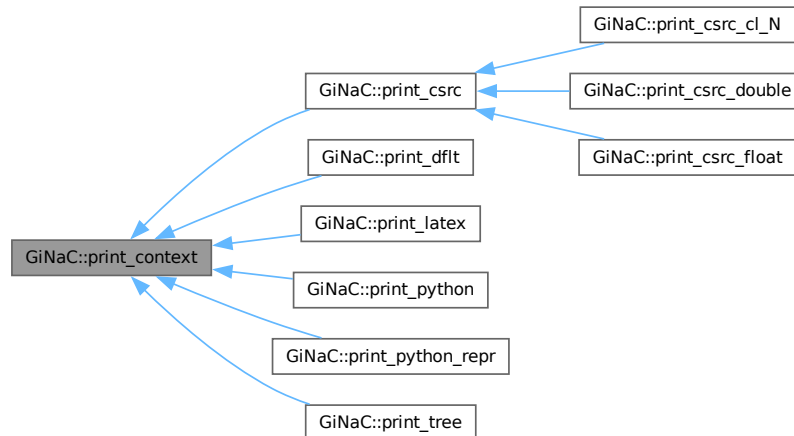 GiNaC::print_csrc_cl_N
GiNaC::print_csrc
GiNaC::print_csrc_double
GiNaC::print_csrc_float
GiNaC::print_dflt
GiNaC::print_latex
GiNaC::print_context
GiNaC::print_python
GiNaC::print_python_repr
GiNaC::print_tree